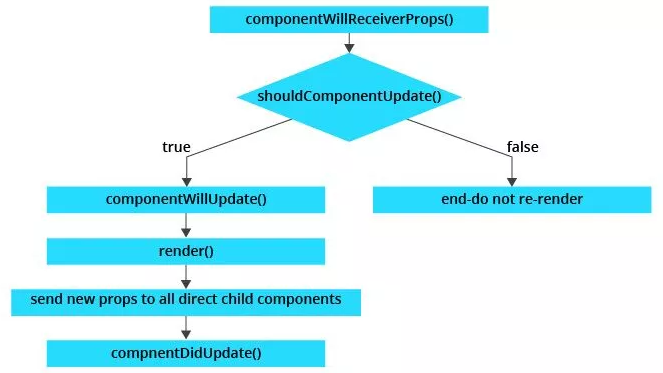 componentWillReceiverProps()
shouldComponentUpdate()
true
false
componentWillUpdate()
end-do not re-render
render()
send new props to all direct child components
compnentDidUpdate()